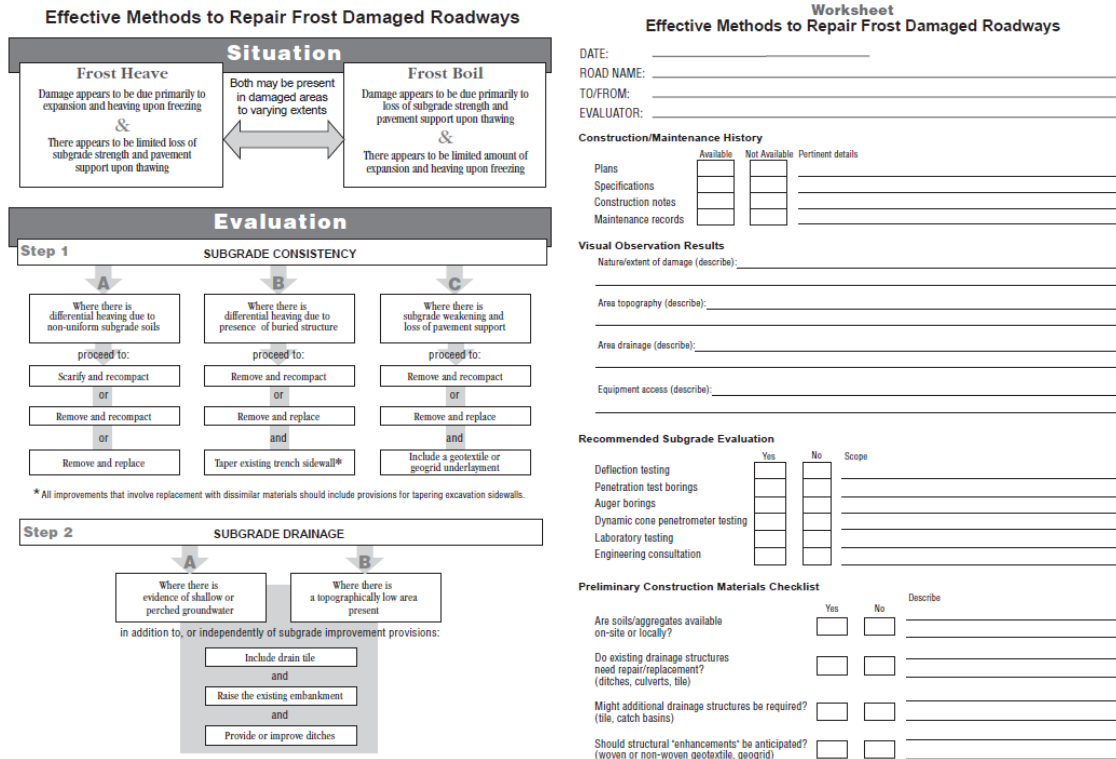 Effective Methods to Repair Frost Damaged Roadways
Situation
Frost Heave
Damage appears to be due primarily to
expansion and heaving upon freezing
&
There appears to be limited loss of
subgrade strength and pavement
support upon thawing
Both may be present
in damaged areas
to varying extents
Frost Boil
Damage appears to be due primarily to
loss of subgrade strength and
pavement support upon thawing
&
There appears to be limited amount of
expansion and heaving upon freezing
Evaluation
Step 1
SUBGRADE CONSISTENCY
A
Where there is
differential heaving due to
non-uniform subgrade soils
proceed to:
Scarify and recompact
or
Remove and recompact
or
Remove and replace
B
Where there is
differential heaving due to
presence of buried structure
proceed to:
Remove and recompact
or
Remove and replace
and
Taper existing trench sidewall*
C
Where there is
subgrade weakening and
loss of pavement support
proceed to:
Remove and recompact
or
Remove and replace
and
Include a geotextile or
geogrid underlayment
* All improvements that involve replacement with dissimilar materials should include provisions for tapering excavation sidewalls.
Step 2
SUBGRADE DRAINAGE
A
Where there is
evidence of shallow or
perched groundwater
B
Where there is
a topographically low area
present
in addition to, or independently of subgrade improvement provisions:
Include drain tile
and
Raise the existing embankment
and
Provide or improve ditches
Worksheet
Effective Methods to Repair Frost Damaged Roadways
DATE:
ROAD NAME:
TO/FROM:
EVALUATOR:
Construction/Maintenance History
Available Not Available Pertinent details
Plans
Specifications
Construction notes
Maintenance records
Visual Observation Results
Nature/extent of damage (describe):
Area topography (describe):
Area drainage (describe):
Equipment access (describe):
Recommended Subgrade Evaluation
Yes No Scope
Deflection testing
Penetration test borings
Auger borings
Dynamic cone penetrometer testing
Laboratory testing
Engineering consultation
Preliminary Construction Materials Checklist
Yes No Describe
Are soils/aggregates available
on-site or locally?
Do existing drainage structures
need repair/replacement?
(ditches, culverts, tile)
Might additional drainage structures be required?
(tile, catch basins)
Should structural "enhancements" be anticipated?
(woven or non-woven geotextile, geogrid)